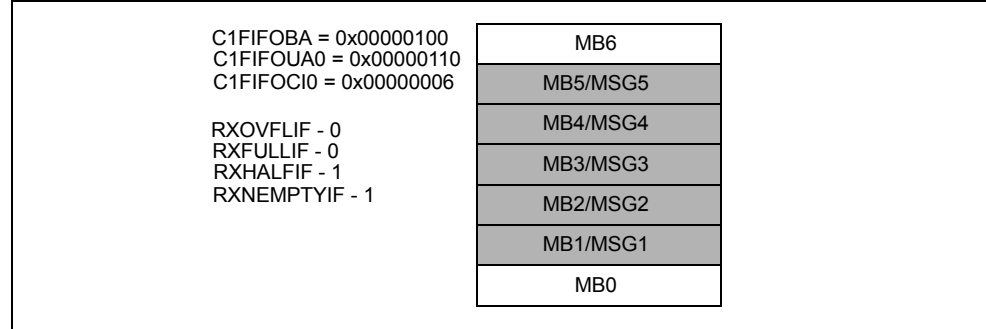 C1FIFOBA = 0x00000100
C1FIFOUA0 = 0x00000110
C1FIFOCI0 = 0x00000006
RXOVFLIF - 0
RXFULLIF - 0
RXHALFIF - 1
RXNEMPTYIF - 1
MB6
MB5/MSG5
MB4/MSG4
MB3/MSG3
MB2/MSG2
MB1/MSG1
MB0